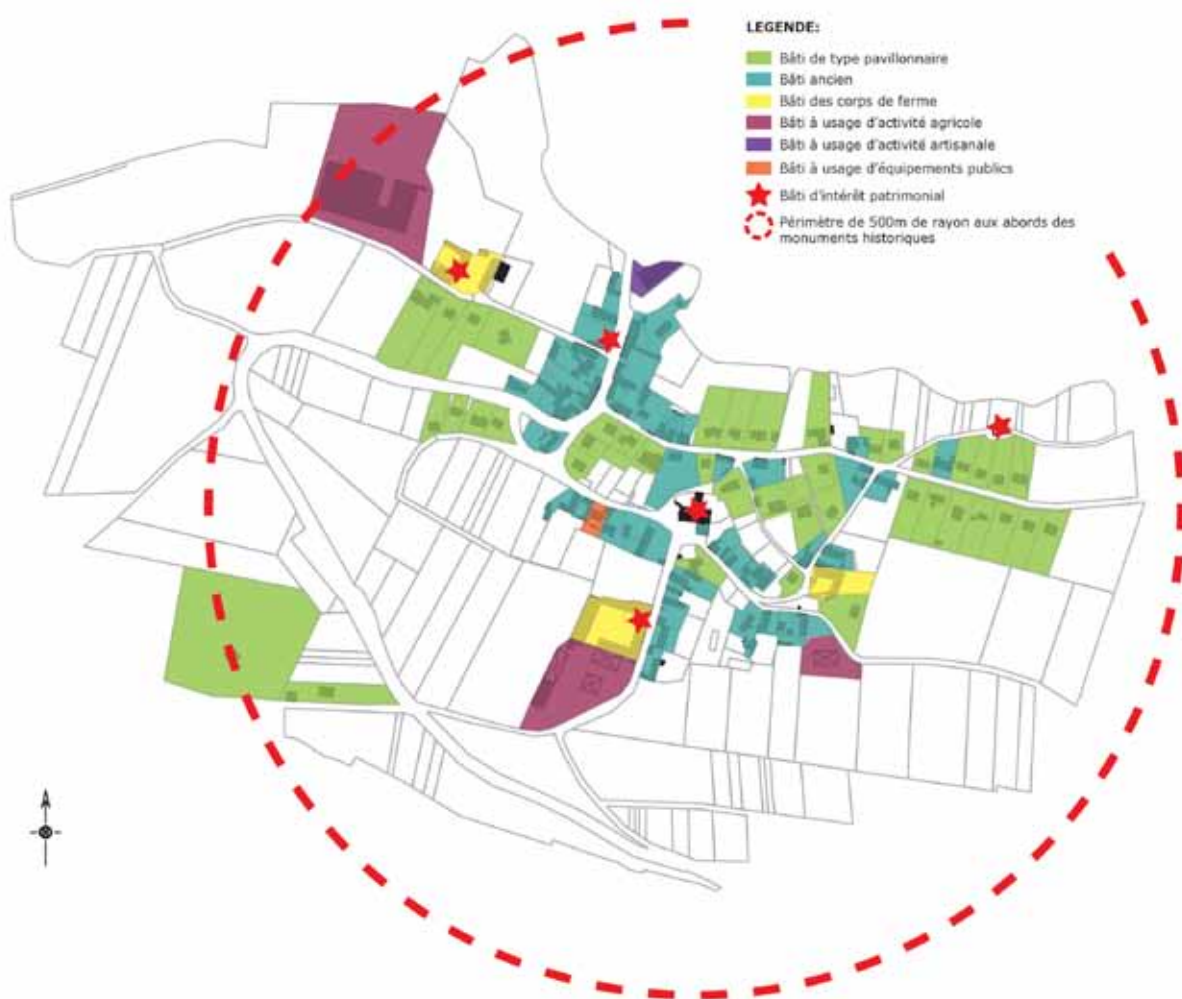 LEGENDE:
Bâti de type pavillonnaire
Bâti ancien
Bâti des corps de ferme
Bâti à usage d'activité agricole
Bâti à usage d'activité artisanale
Bâti à usage d'équipements publics
Bâti d'intérêt patrimonial
Périmètre de 500m de rayon aux abords des
monuments historiques